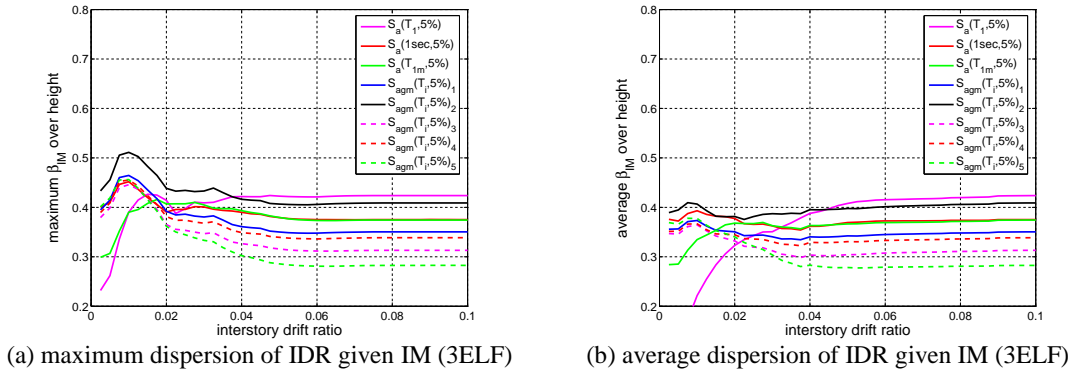 0.8
0.7
0.6
0.5
0.4
0.3
0.2
0 0.02 0.04 0.06 0.08 0.1
maximum β_IM over height
interstory drift ratio
S_a(T_1,5%)
S_a(1sec,5%)
S_a(T_1m,5%)
S_agm(T_i,5%)_1
S_agm(T_i,5%)_2
S_agm(T_i,5%)_3
S_agm(T_i,5%)_4
S_agm(T_i,5%)_5
(a) maximum dispersion of IDR given IM (3ELF)
0.8
0.7
0.6
0.5
0.4
0.3
0.2
0 0.02 0.04 0.06 0.08 0.1
average β_IM over height
interstory drift ratio
S_a(T_1,5%)
S_a(1sec,5%)
S_a(T_1m,5%)
S_agm(T_i,5%)_1
S_agm(T_i,5%)_2
S_agm(T_i,5%)_3
S_agm(T_i,5%)_4
S_agm(T_i,5%)_5
(b) average dispersion of IDR given IM (3ELF)